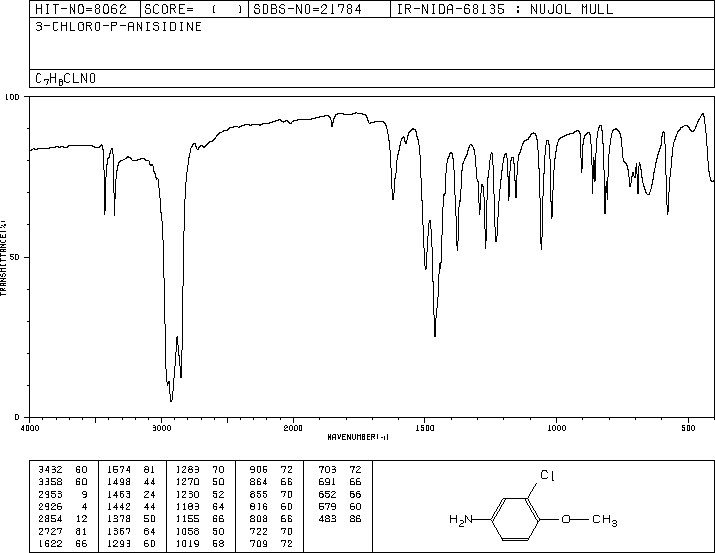 HIT-NO=8062 SCORE= ( ) SDBS-NO=21784 IR-NIDA-68135 : NUJOL MULL
3-CHLORO-P-ANISIDINE
C7H8CLNO
100
50
0
TRANSMITTANCE(%)
4000 3000 2000 1500 1000 500
WAVENUMBER(-1)
3432 60 1574 81 1283 70 906 72 703 72
3358 60 1498 44 1270 50 864 66 691 66
2953 9 1463 24 1230 52 855 70 652 66
2926 4 1442 44 1183 64 816 60 579 60
2854 12 1378 50 1155 66 808 66 483 86
2727 81 1367 64 1058 50 722 70
1622 66 1293 60 1019 58 709 72
Cl
H2N O CH3